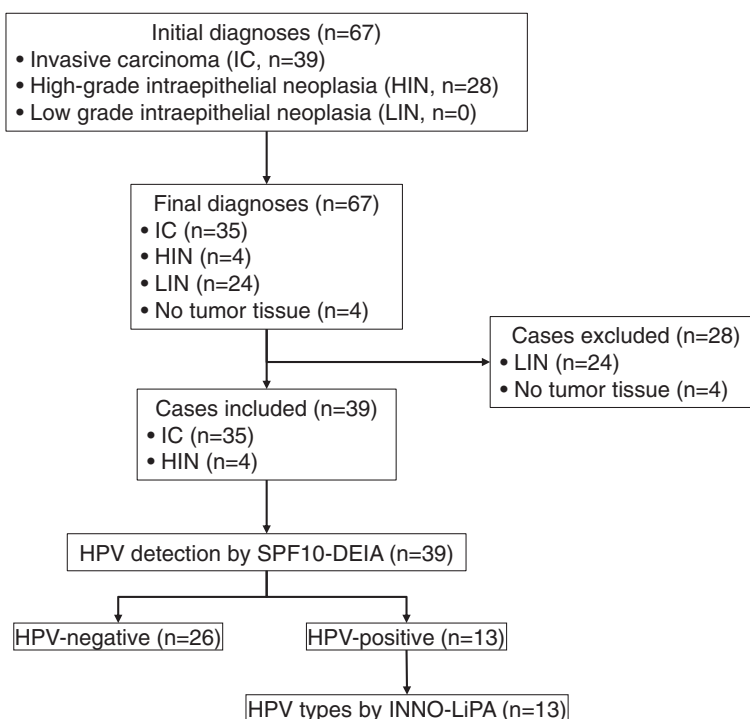 Initial diagnoses (n=67)
• Invasive carcinoma (IC, n=39)
• High-grade intraepithelial neoplasia (HIN, n=28)
• Low grade intraepithelial neoplasia (LIN, n=0)
Final diagnoses (n=67)
• IC (n=35)
• HIN (n=4)
• LIN (n=24)
• No tumor tissue (n=4)
Cases excluded (n=28)
• LIN (n=24)
• No tumor tissue (n=4)
Cases included (n=39)
• IC (n=35)
• HIN (n=4)
HPV detection by SPF10-DEIA (n=39)
HPV-negative (n=26)
HPV-positive (n=13)
HPV types by INNO-LiPA (n=13)